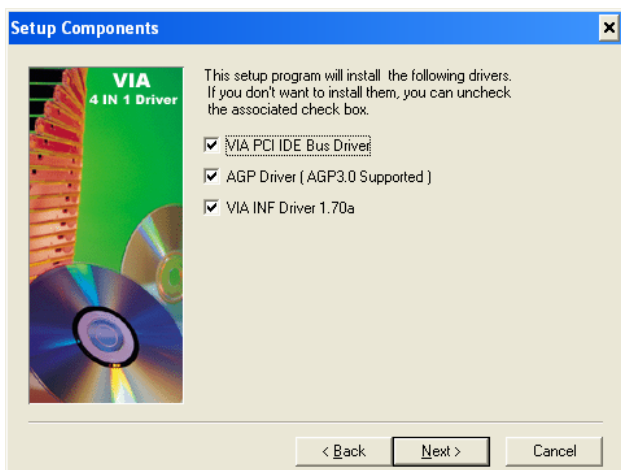 Setup Components
VIA
4 IN 1 Driver
This setup program will install the following drivers.
If you don't want to install them, you can uncheck
the associated check box.
VIA PCI IDE Bus Driver
AGP Driver ( AGP3.0 Supported )
VIA INF Driver 1.70a
< Back
Next >
Cancel